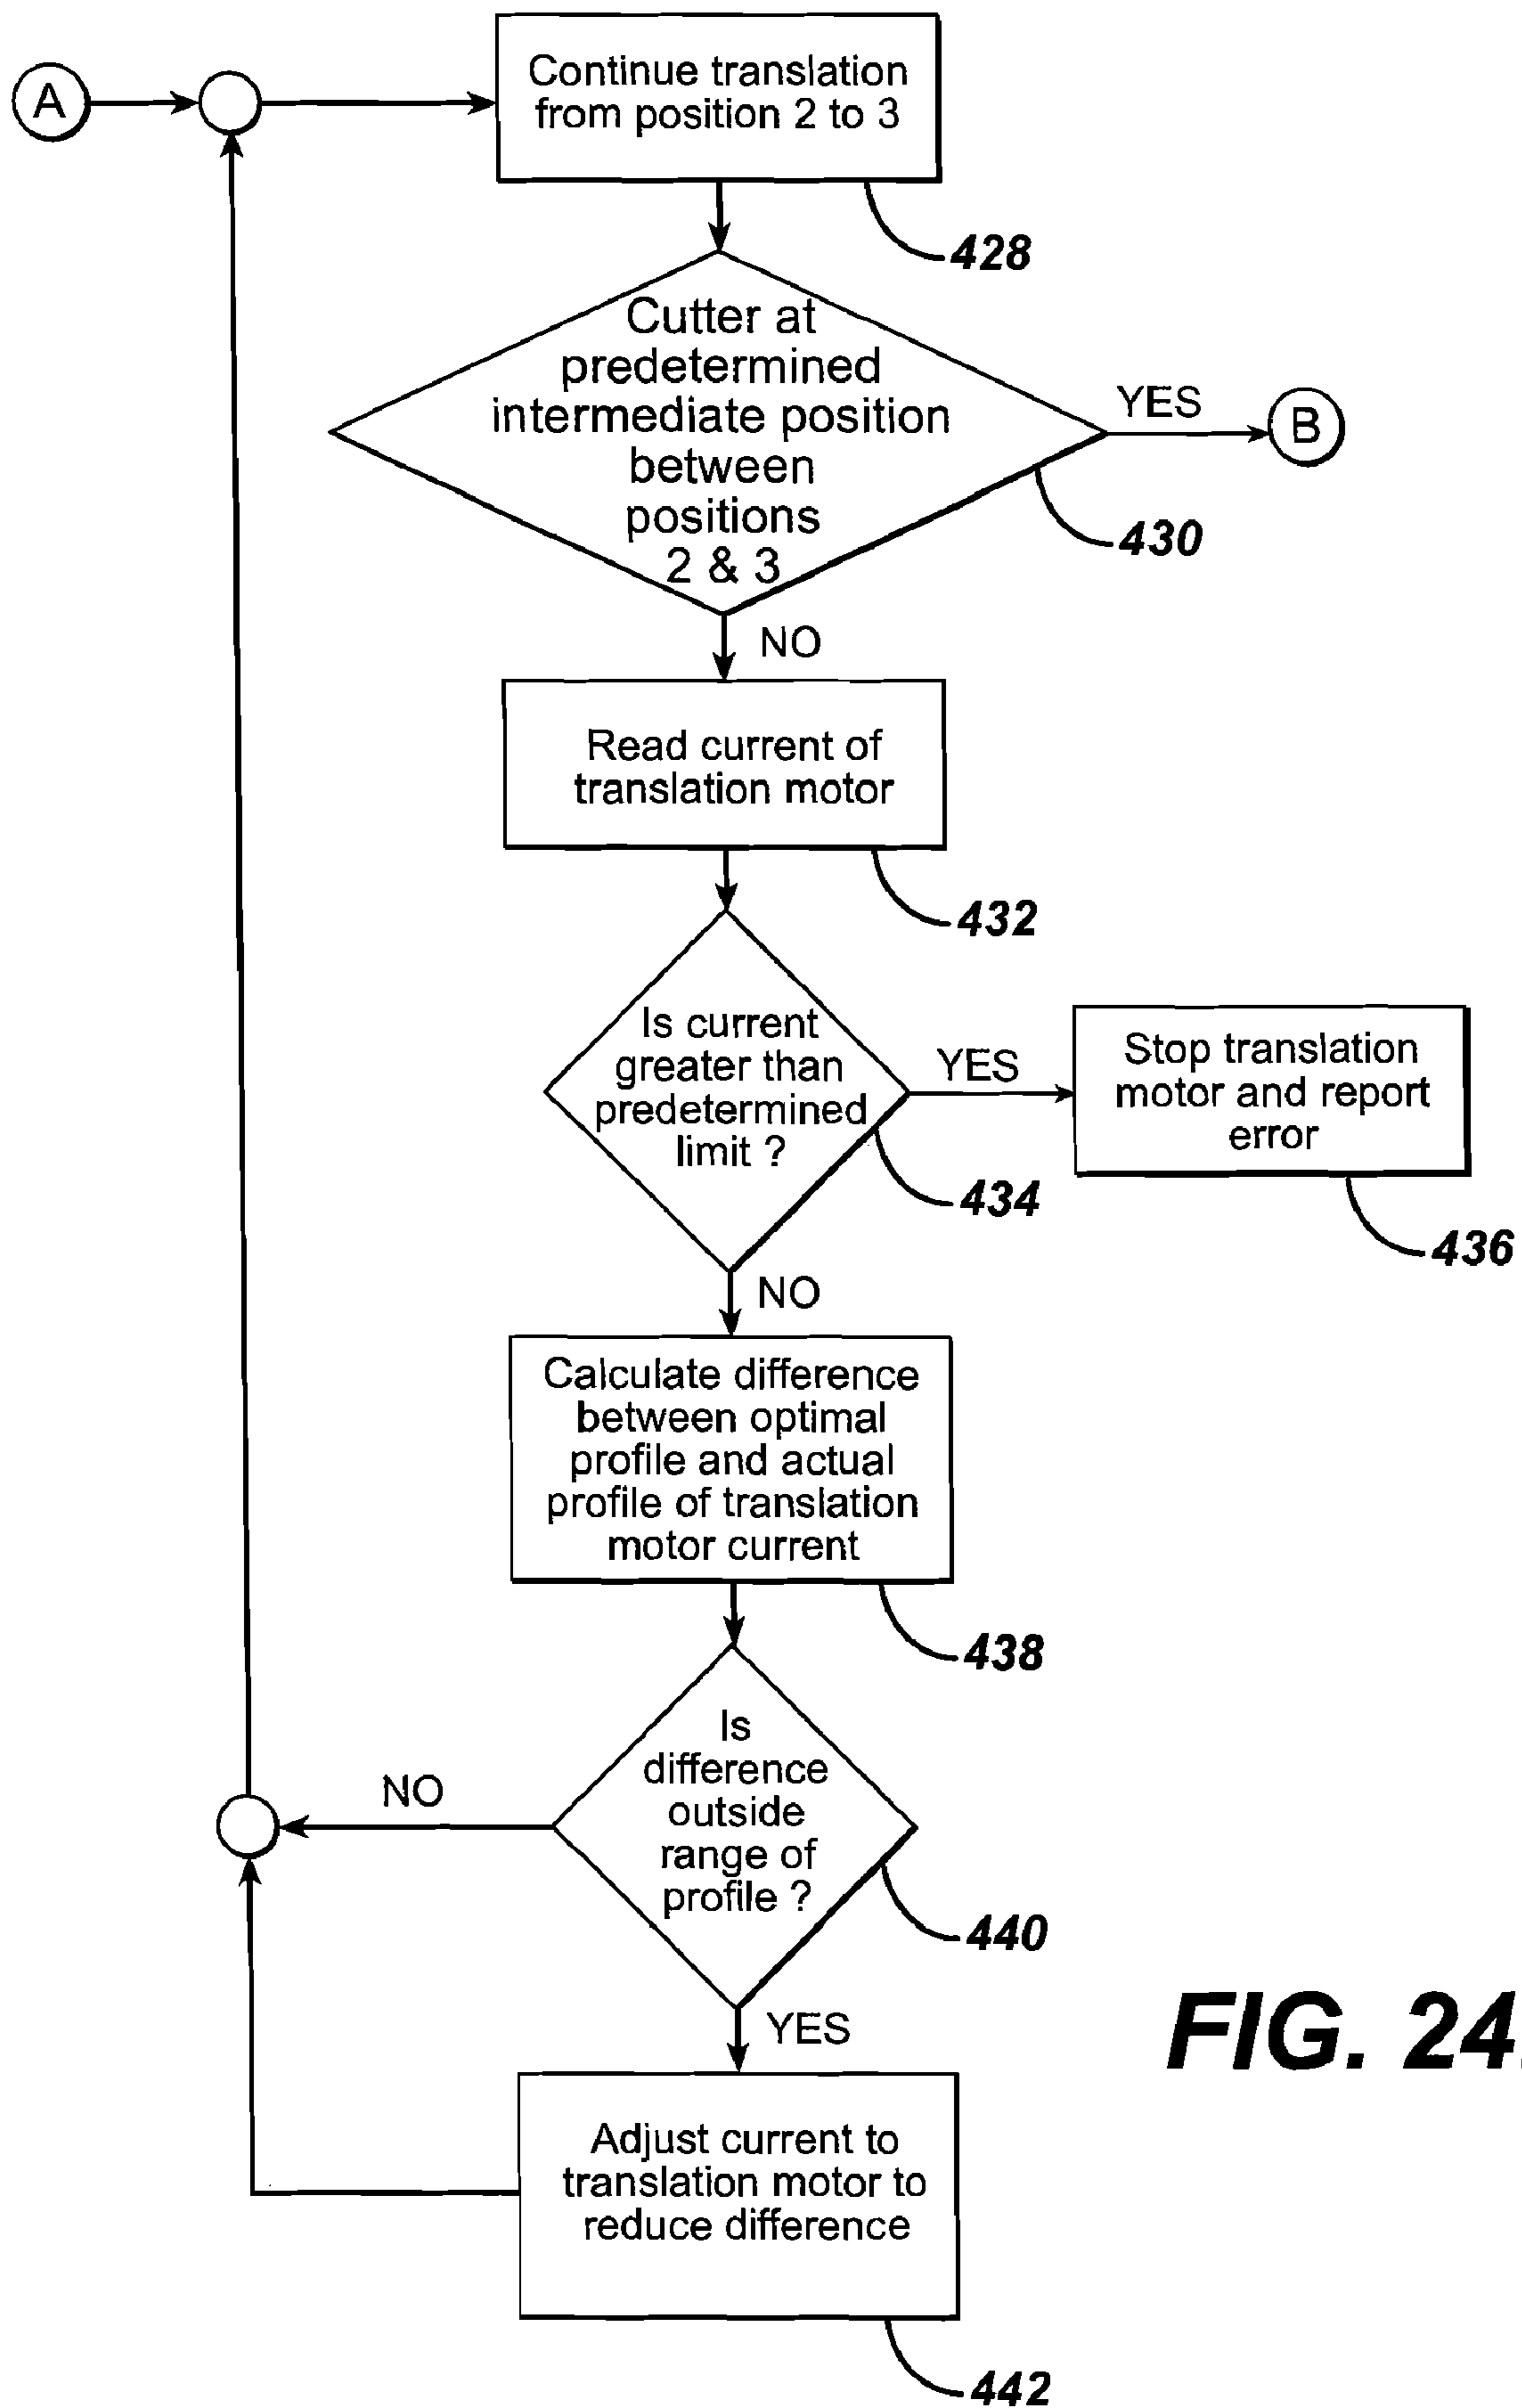 A
Continue translation
from position 2 to 3
428
Cutter at
predetermined
intermediate position
between
positions
2 & 3
YES
B
430
NO
Read current of
translation motor
432
Is current
greater than
predetermined
limit ?
YES
Stop translation
motor and report
error
434
436
NO
Calculate difference
between optimal
profile and actual
profile of translation
motor current
438
Is
difference
outside
range of
profile ?
NO
440
YES
FIG. 24
Adjust current to
translation motor to
reduce difference
442